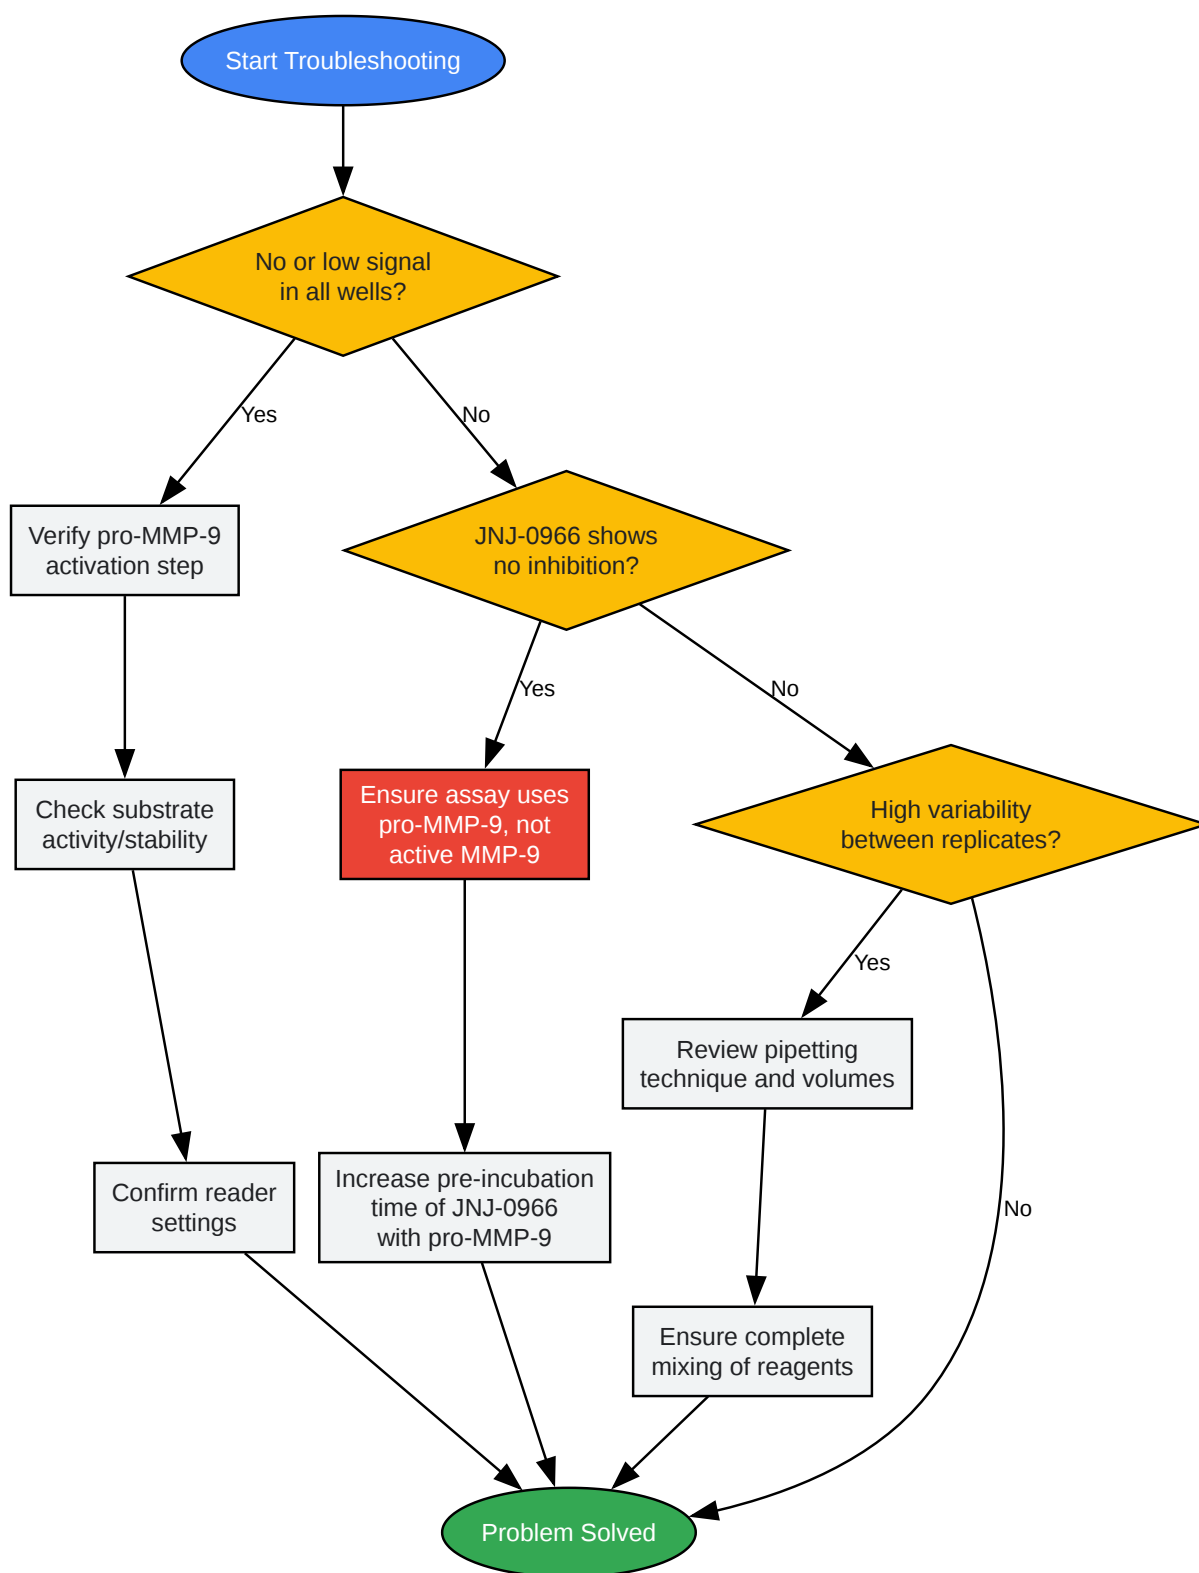 Start Troubleshooting
No or low signal
in all wells?
Yes
No
Verify pro-MMP-9
activation step
JNJ-0966 shows
no inhibition?
Yes
No
Check substrate
activity/stability
Ensure assay uses
pro-MMP-9, not
active MMP-9
High variability
between replicates?
Yes
No
Review pipetting
technique and volumes
Confirm reader
settings
Increase pre-incubation
time of JNJ-0966
with pro-MMP-9
Ensure complete
mixing of reagents
Problem Solved